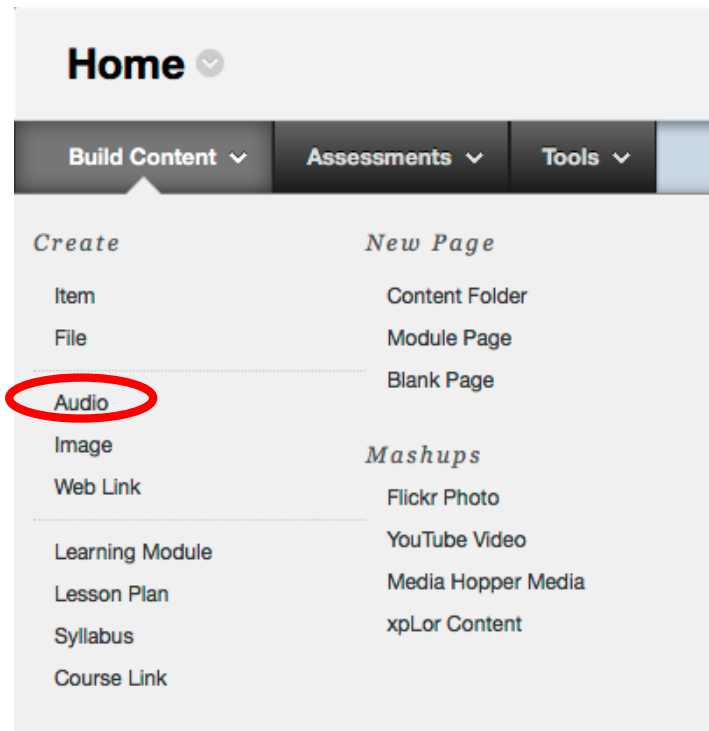 Home
Build Content Assessments Tools
Create
Item
File
Audio
Image
Web Link
Learning Module
Lesson Plan
Syllabus
Course Link
New Page
Content Folder
Module Page
Blank Page
Mashups
Flickr Photo
YouTube Video
Media Hopper Media
xpLor Content